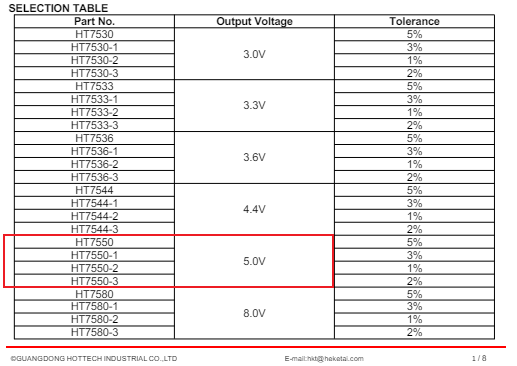 SELECTION TABLE
Part No. Output Voltage Tolerance
HT7530 5%
HT7530-1 3%
3.0V
HT7530-2 1%
HT7530-3 2%
HT7533 5%
HT7533-1 3%
3.3V
HT7533-2 1%
HT7533-3 2%
HT7536 5%
HT7536-1 3%
3.6V
HT7536-2 1%
HT7536-3 2%
HT7544 5%
HT7544-1 3%
4.4V
HT7544-2 1%
HT7544-3 2%
HT7550 5%
HT7550-1 3%
5.0V
HT7550-2 1%
HT7550-3 2%
HT7580 5%
HT7580-1 3%
8.0V
HT7580-2 1%
HT7580-3 2%
©GUANGDONG HOTTECH INDUSTRIAL CO.,LTD E-mail:hkt@heketai.com 1 / 8